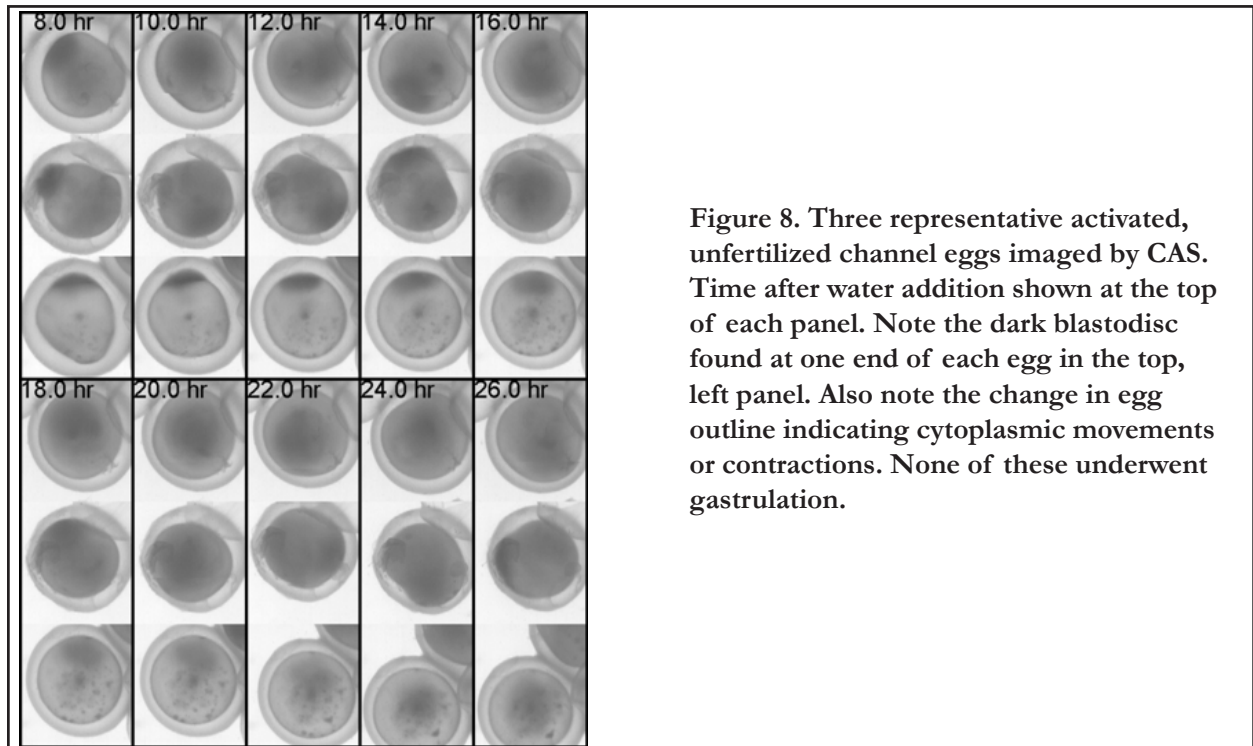 8.0 hr 10.0 hr 12.0 hr 14.0 hr 16.0 hr
18.0 hr 20.0 hr 22.0 hr 24.0 hr 26.0 hr
Figure 8. Three representative activated,
unfertilized channel eggs imaged by CAS.
Time after water addition shown at the top
of each panel. Note the dark blastodisc
found at one end of each egg in the top,
left panel. Also note the change in egg
outline indicating cytoplasmic movements
or contractions. None of these underwent
gastrulation.